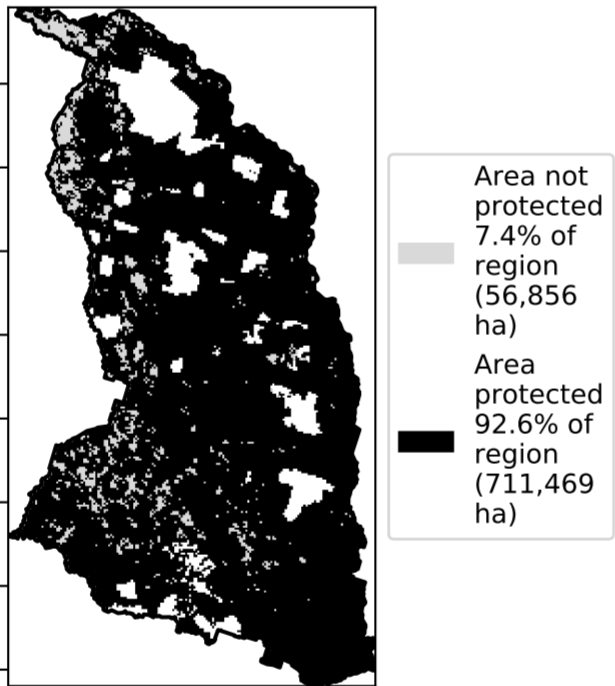 Area not
protected
7.4% of
region
(56,856
ha)
Area
protected
92.6% of
region
(711,469
ha)